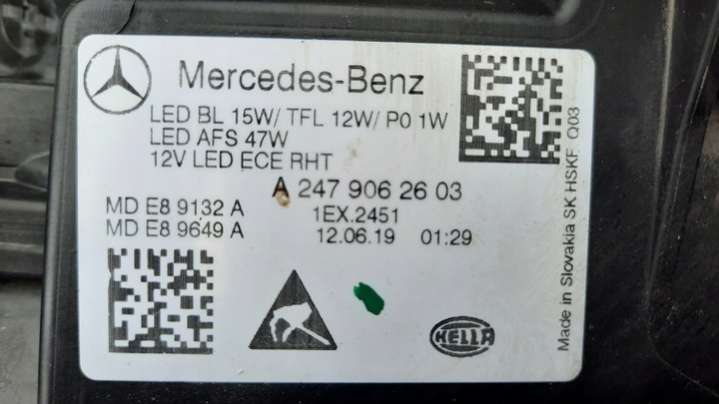 Mercedes-Benz
LED BL 15W/ TFL 12W/ P0 1W
LED AFS 47W
12V LED ECE RHT
A 247 906 26 03
MD E8 9132 A
1EX.2451
MD E8 9649 A
12.06.19 01:29
HELLA
Made in Slovakia SK HSKF Q03